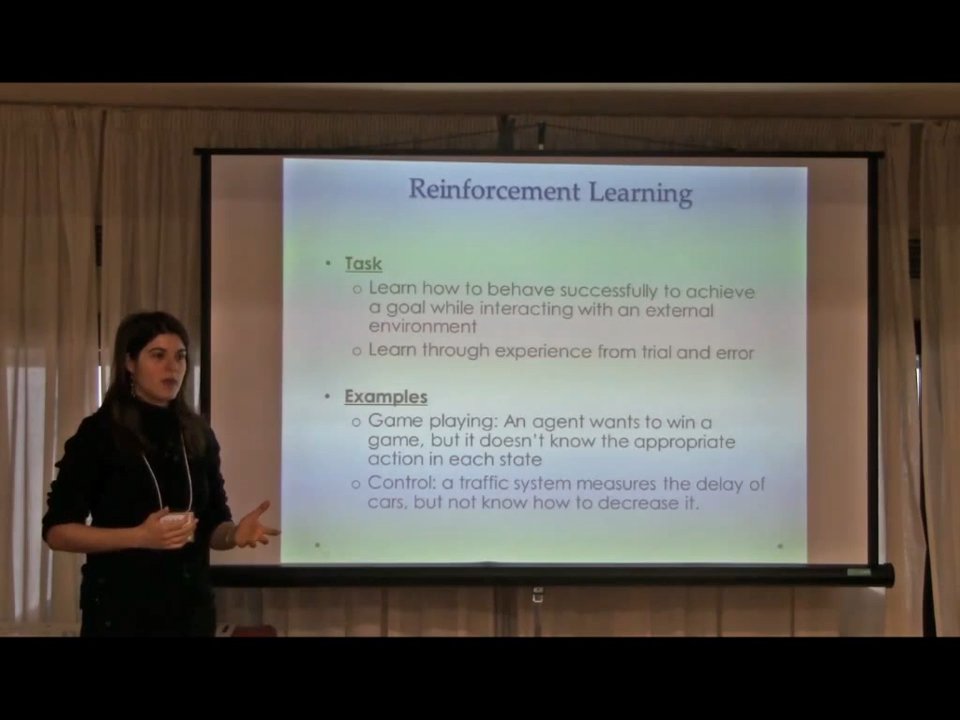 Reinforcement Learning
• Task
o Learn how to behave successfully to achieve
a goal while interacting with an external
environment
o Learn through experience from trial and error
• Examples
o Game playing: An agent wants to win a
game, but it doesn't know the appropriate
action in each state
o Control: a traffic system measures the delay of
cars, but not know how to decrease it.